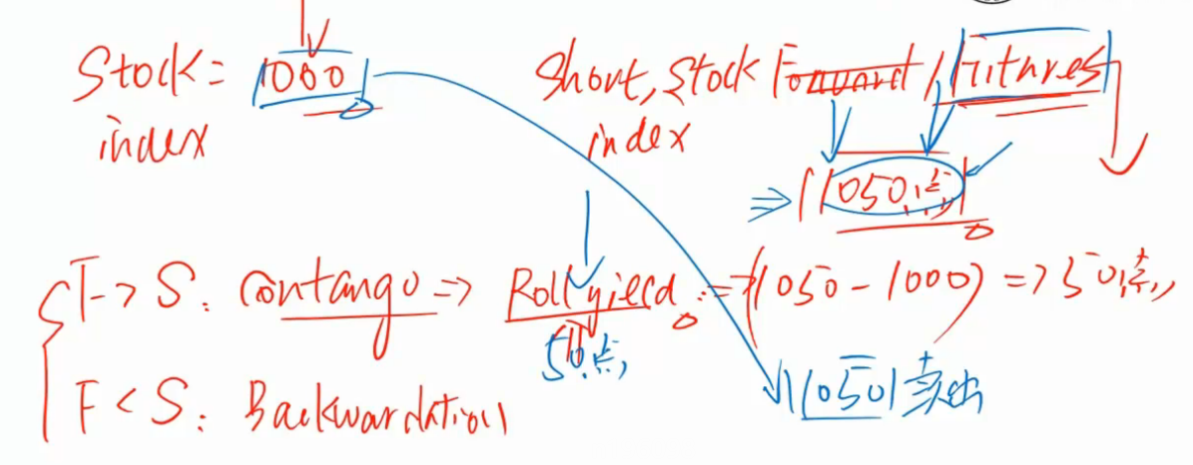 Stock = 1000
index
Short, Stock Forward / Futures
index
⇒ 1050点
F > S: Contango ⇒ Roll yield := (1050 - 1000) => 50点
50点
F < S: Backwardation
1050 卖出